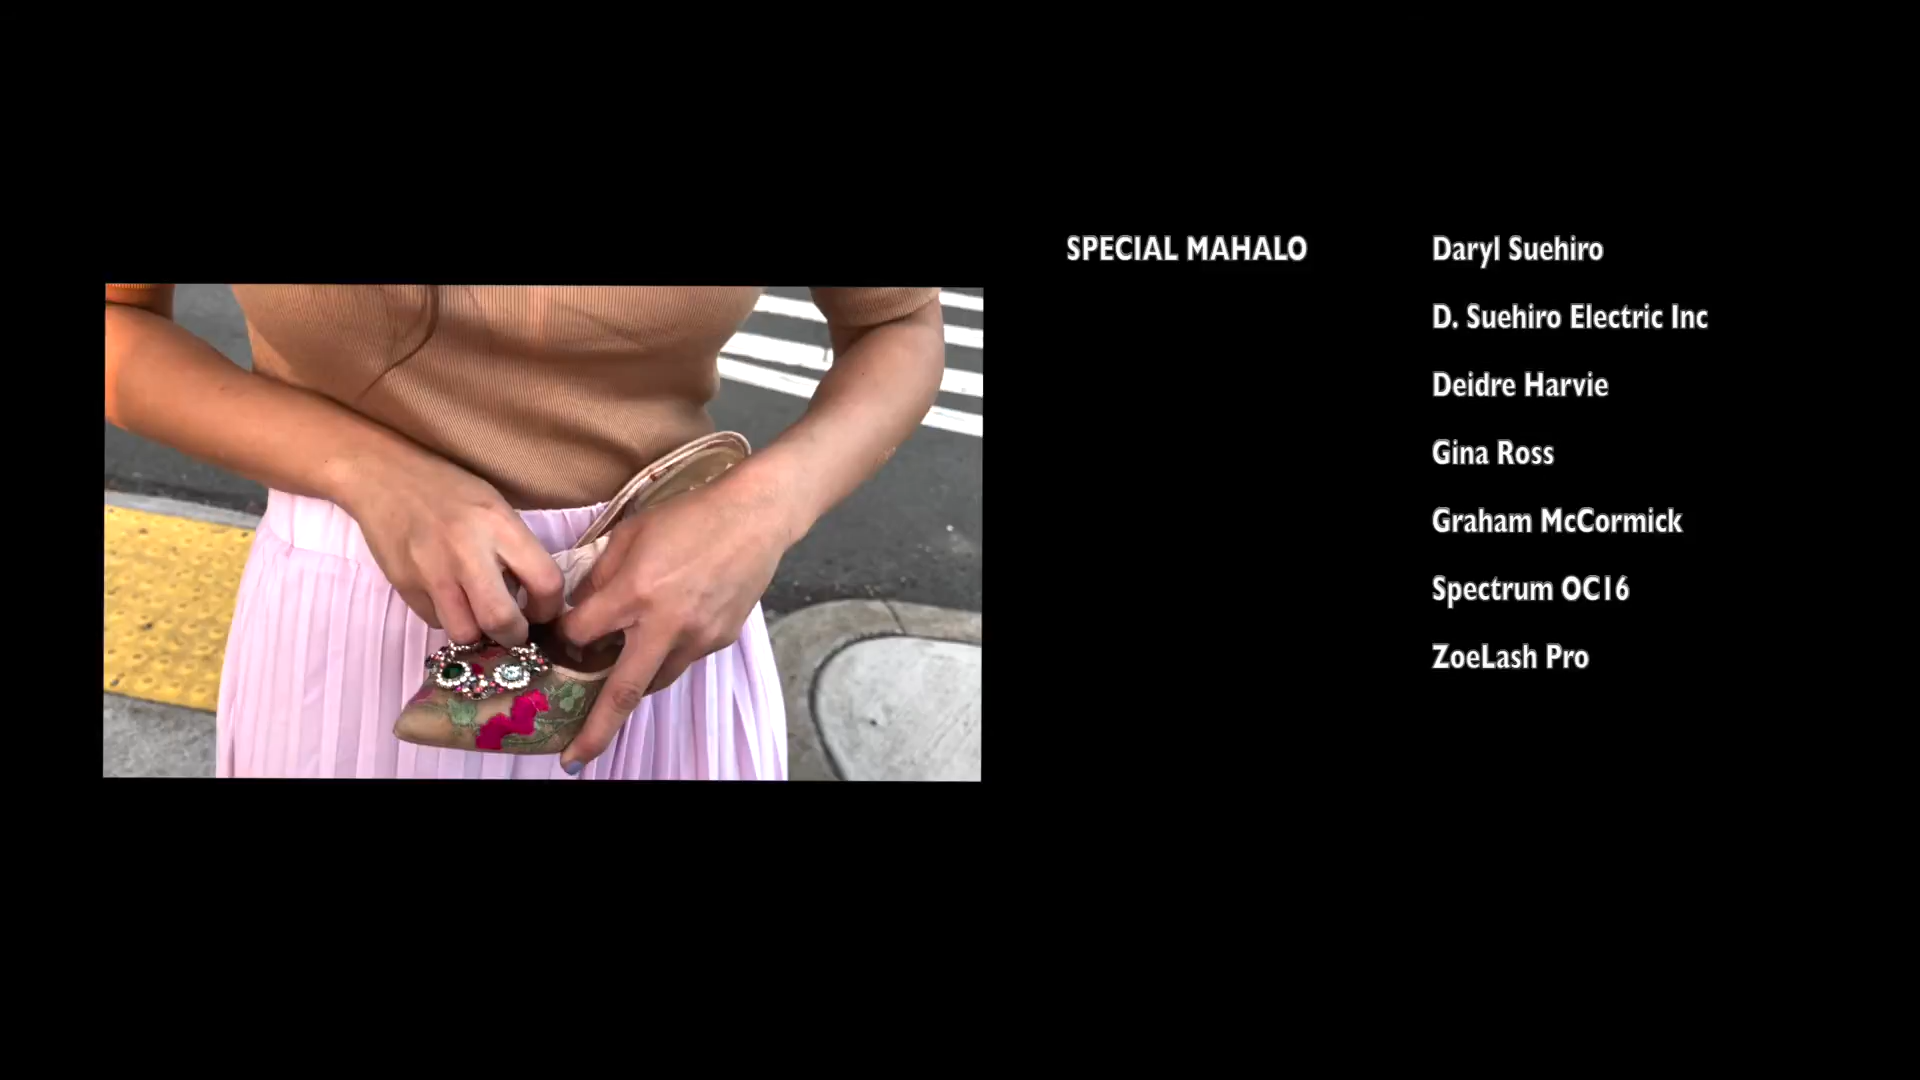 SPECIAL MAHALO
Daryl Suehiro
D. Suehiro Electric Inc
Deidre Harvie
Gina Ross
Graham McCormick
Spectrum OC16
ZoeLash Pro